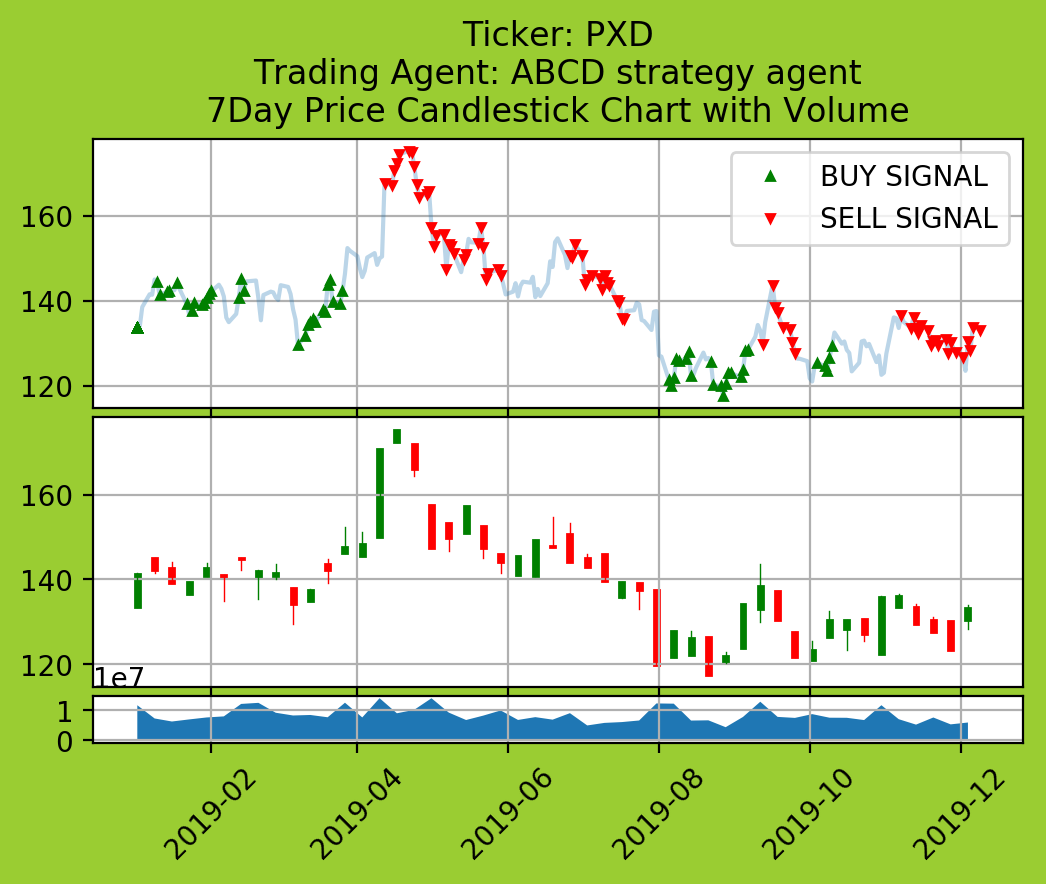 Ticker: PXD
Trading Agent: ABCD strategy agent
7Day Price Candlestick Chart with Volume
BUY SIGNAL
SELL SIGNAL
160
140
120
160
140
120
1e7
1
0
2019-02
2019-04
2019-06
2019-08
2019-10
2019-12